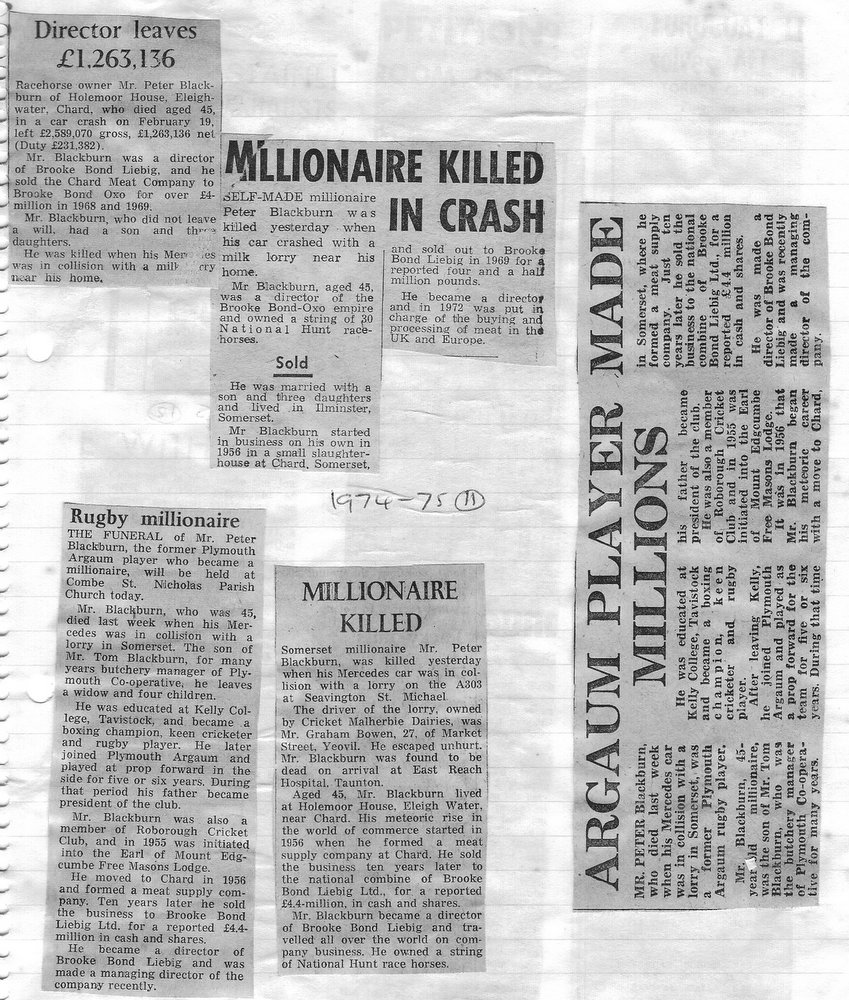 Director leaves
£1,263,136
Racehorse owner Mr. Peter Black-
burn of Holemoor House, Eleigh-
water, Chard, who died aged 45,
in a car crash on February 19,
left £2,589,070 gross, £1,263,136 net
(Duty £231,382).
Mr. Blackburn was a director
of Brooke Bond Liebig, and he
sold the Chard Meat Company to
Brooke Bond Oxo for over £4-
million in 1968 and 1969.
Mr. Blackburn, who did not leave
a will, had a son and three
daughters.
He was killed when his
was in collision with a milk
near his home.
MILLIONAIRE KILLED
IN CRASH
SELF-MADE millionaire
Peter Blackburn was
killed yesterday when
his car crashed with a
milk lorry near his
home.
Mr. Blackburn, aged 45,
was a director of the
Brooke Bond-Oxo empire
and owned a string of 30
National Hunt race-
horses.
Sold
He was married with a
son and three daughters
and lived in Ilminster,
Somerset.
Mr Blackburn started
in business on his own in
1956 in a small slaughter-
house at Chard, Somerset,
and sold out to Brooke
Bond Liebig in 1969 for a
reported four and a half
million pounds.
He became a director
and in 1972 was put in
charge of the buying and
processing of meat in the
UK and Europe.
1974-75 (11)
Rugby millionaire
THE FUNERAL of Mr. Peter
Blackburn, the former Plymouth
Argaum player who became a
millionaire, will be held at
Combe St. Nicholas Parish
Church today.
Mr. Blackburn, who was 45,
died last week when his Mer-
cedes was in collision with a
lorry in Somerset. The son of
Mr. Tom Blackburn, for many
years butchery manager of Ply-
mouth Co-operative, he leaves
a widow and four children.
He was educated at Kelly Col-
lege, Tavistock, and became a
boxing champion, keen cricketer
and rugby player. He later
joined Plymouth Argaum and
played at prop forward in the
side for five or six years. During
that period his father became
president of the club.
Mr. Blackburn was also a
member of Roborough Cricket
Club, and in 1955 was initiated
into the Earl of Mount Edg-
cumbe Free Masons Lodge.
He moved to Chard in 1956
and formed a meat supply com-
pany. Ten years later he sold
the business to Brooke Bond
Liebig Ltd. for a reported £4.4-
million in cash and shares.
He became a director of
Brooke Bond Liebig and was
made a managing director of the
company recently.
MILLIONAIRE
KILLED
Somerset millionaire Mr. Peter
Blackburn, was killed yesterday
when his Mercedes car was in col-
lision with a lorry on the A303
at Seavington St. Michael.
The driver of the lorry, owned
by Cricket Malherbie Dairies, was
Mr. Graham Bowen, 27, of Market
Street, Yeovil. He escaped unhurt.
Mr. Blackburn was found to be
dead on arrival at East Reach
Hospital, Taunton.
Aged 45, Mr. Blackburn lived
at Holemoor House, Eleigh Water,
near Chard. His meteoric rise in
the world of commerce started in
1956 when he formed a meat
supply company at Chard. He sold
the business ten years later to
the national combine of Brooke
Bond Liebig Ltd., for a reported
£4.4-million, in cash and shares.
Mr. Blackburn became a director
of Brooke Bond Liebig and tra-
velled all over the world on com-
pany business. He owned a string
of National Hunt race horses.
ARGAUM PLAYER MADE
MILLIONS
MR. PETER Blackburn,
who died last week
when his Mercedes car
was in collision with a
lorry in Somerset, was
a former Plymouth
Argaum rugby player.
Mr. Blackburn, 45-
year old millionaire,
was the son of Mr. Tom
Blackburn, who was
the butchery manager
of Plymouth Co-opera-
tive for many years.
He was educated at
Kelly College, Tavistock
and became a boxing
champion, keen
cricketer and rugby
player.
After leaving Kelly,
he joined Plymouth
Argaum and played as
a prop forward for the
team for five or six
years. During that time
his father became
president of the club.
He was also a member
of Roborough Cricket
Club and in 1955 was
initiated into the Earl
of Mount Edgcumbe
Free Masons Lodge.
It was in 1956 that
Mr. Blackburn began
his meteoric career
with a move to Chard,
in Somerset, where he
formed a meat supply
company. Just ten
years later he sold the
business to the national
combine of Brooke
Bond Liebig Ltd., for a
reported £4.4 million
in cash and shares.
He was made a
director of Brooke Bond
Liebig and was recently
made a managing
director of the com-
pany.